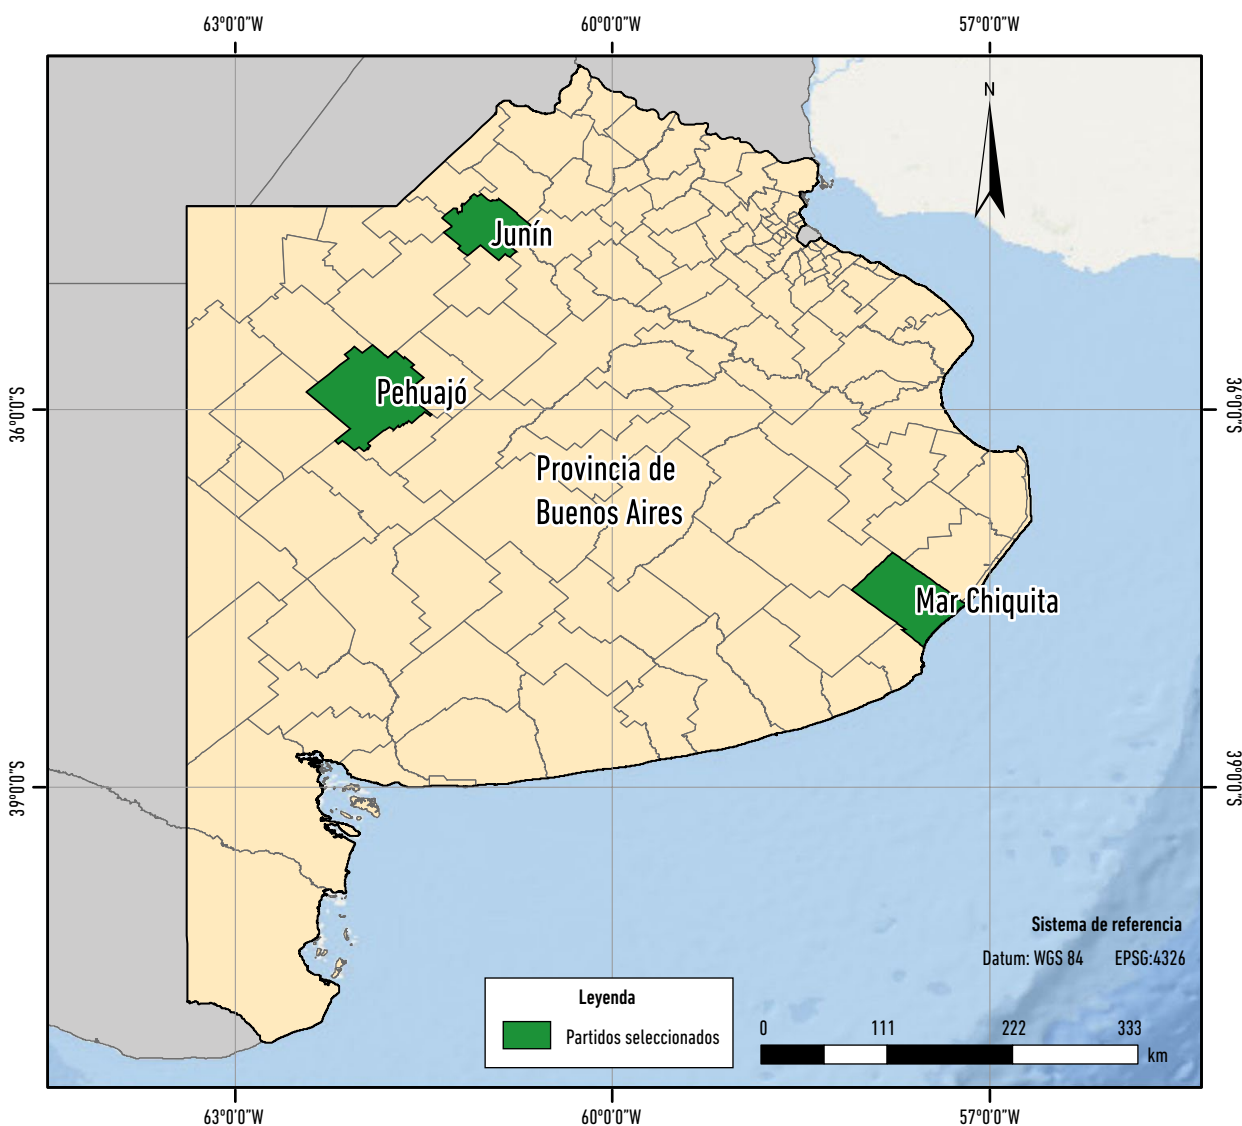 63°0'0"W 60°0'0"W 57°0'0"W
N
Junín
Pehuajó
36°0'0"S 36°0'0"S
Provincia de
Buenos Aires
Mar Chiquita
39°0'0"S 39°0'0"S
Sistema de referencia
Datum: WGS 84 EPSG:4326
Leyenda
Partidos seleccionados
0 111 222 333
km
63°0'0"W 60°0'0"W 57°0'0"W